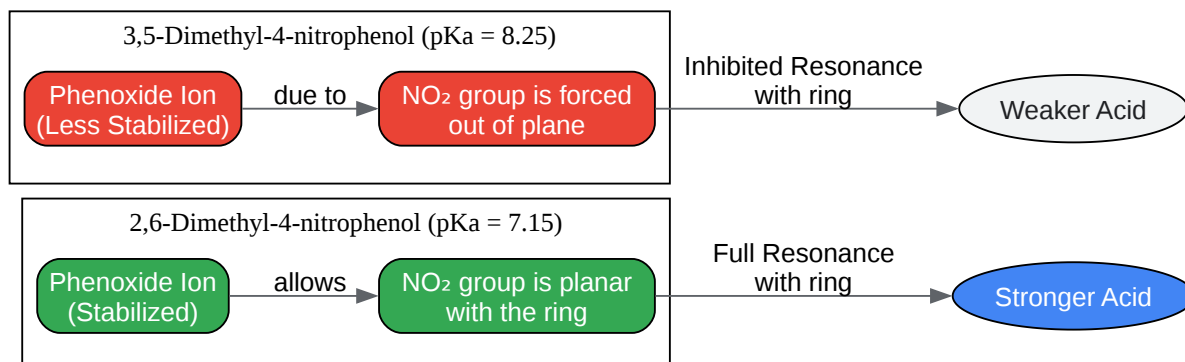 3,5-Dimethyl-4-nitrophenol (pKa = 8.25)
Phenoxide Ion
(Less Stabilized)
due to
NO₂ group is forced
out of plane
Inhibited Resonance
with ring
Weaker Acid
2,6-Dimethyl-4-nitrophenol (pKa = 7.15)
Phenoxide Ion
(Stabilized)
allows
NO₂ group is planar
with the ring
Full Resonance
with ring
Stronger Acid